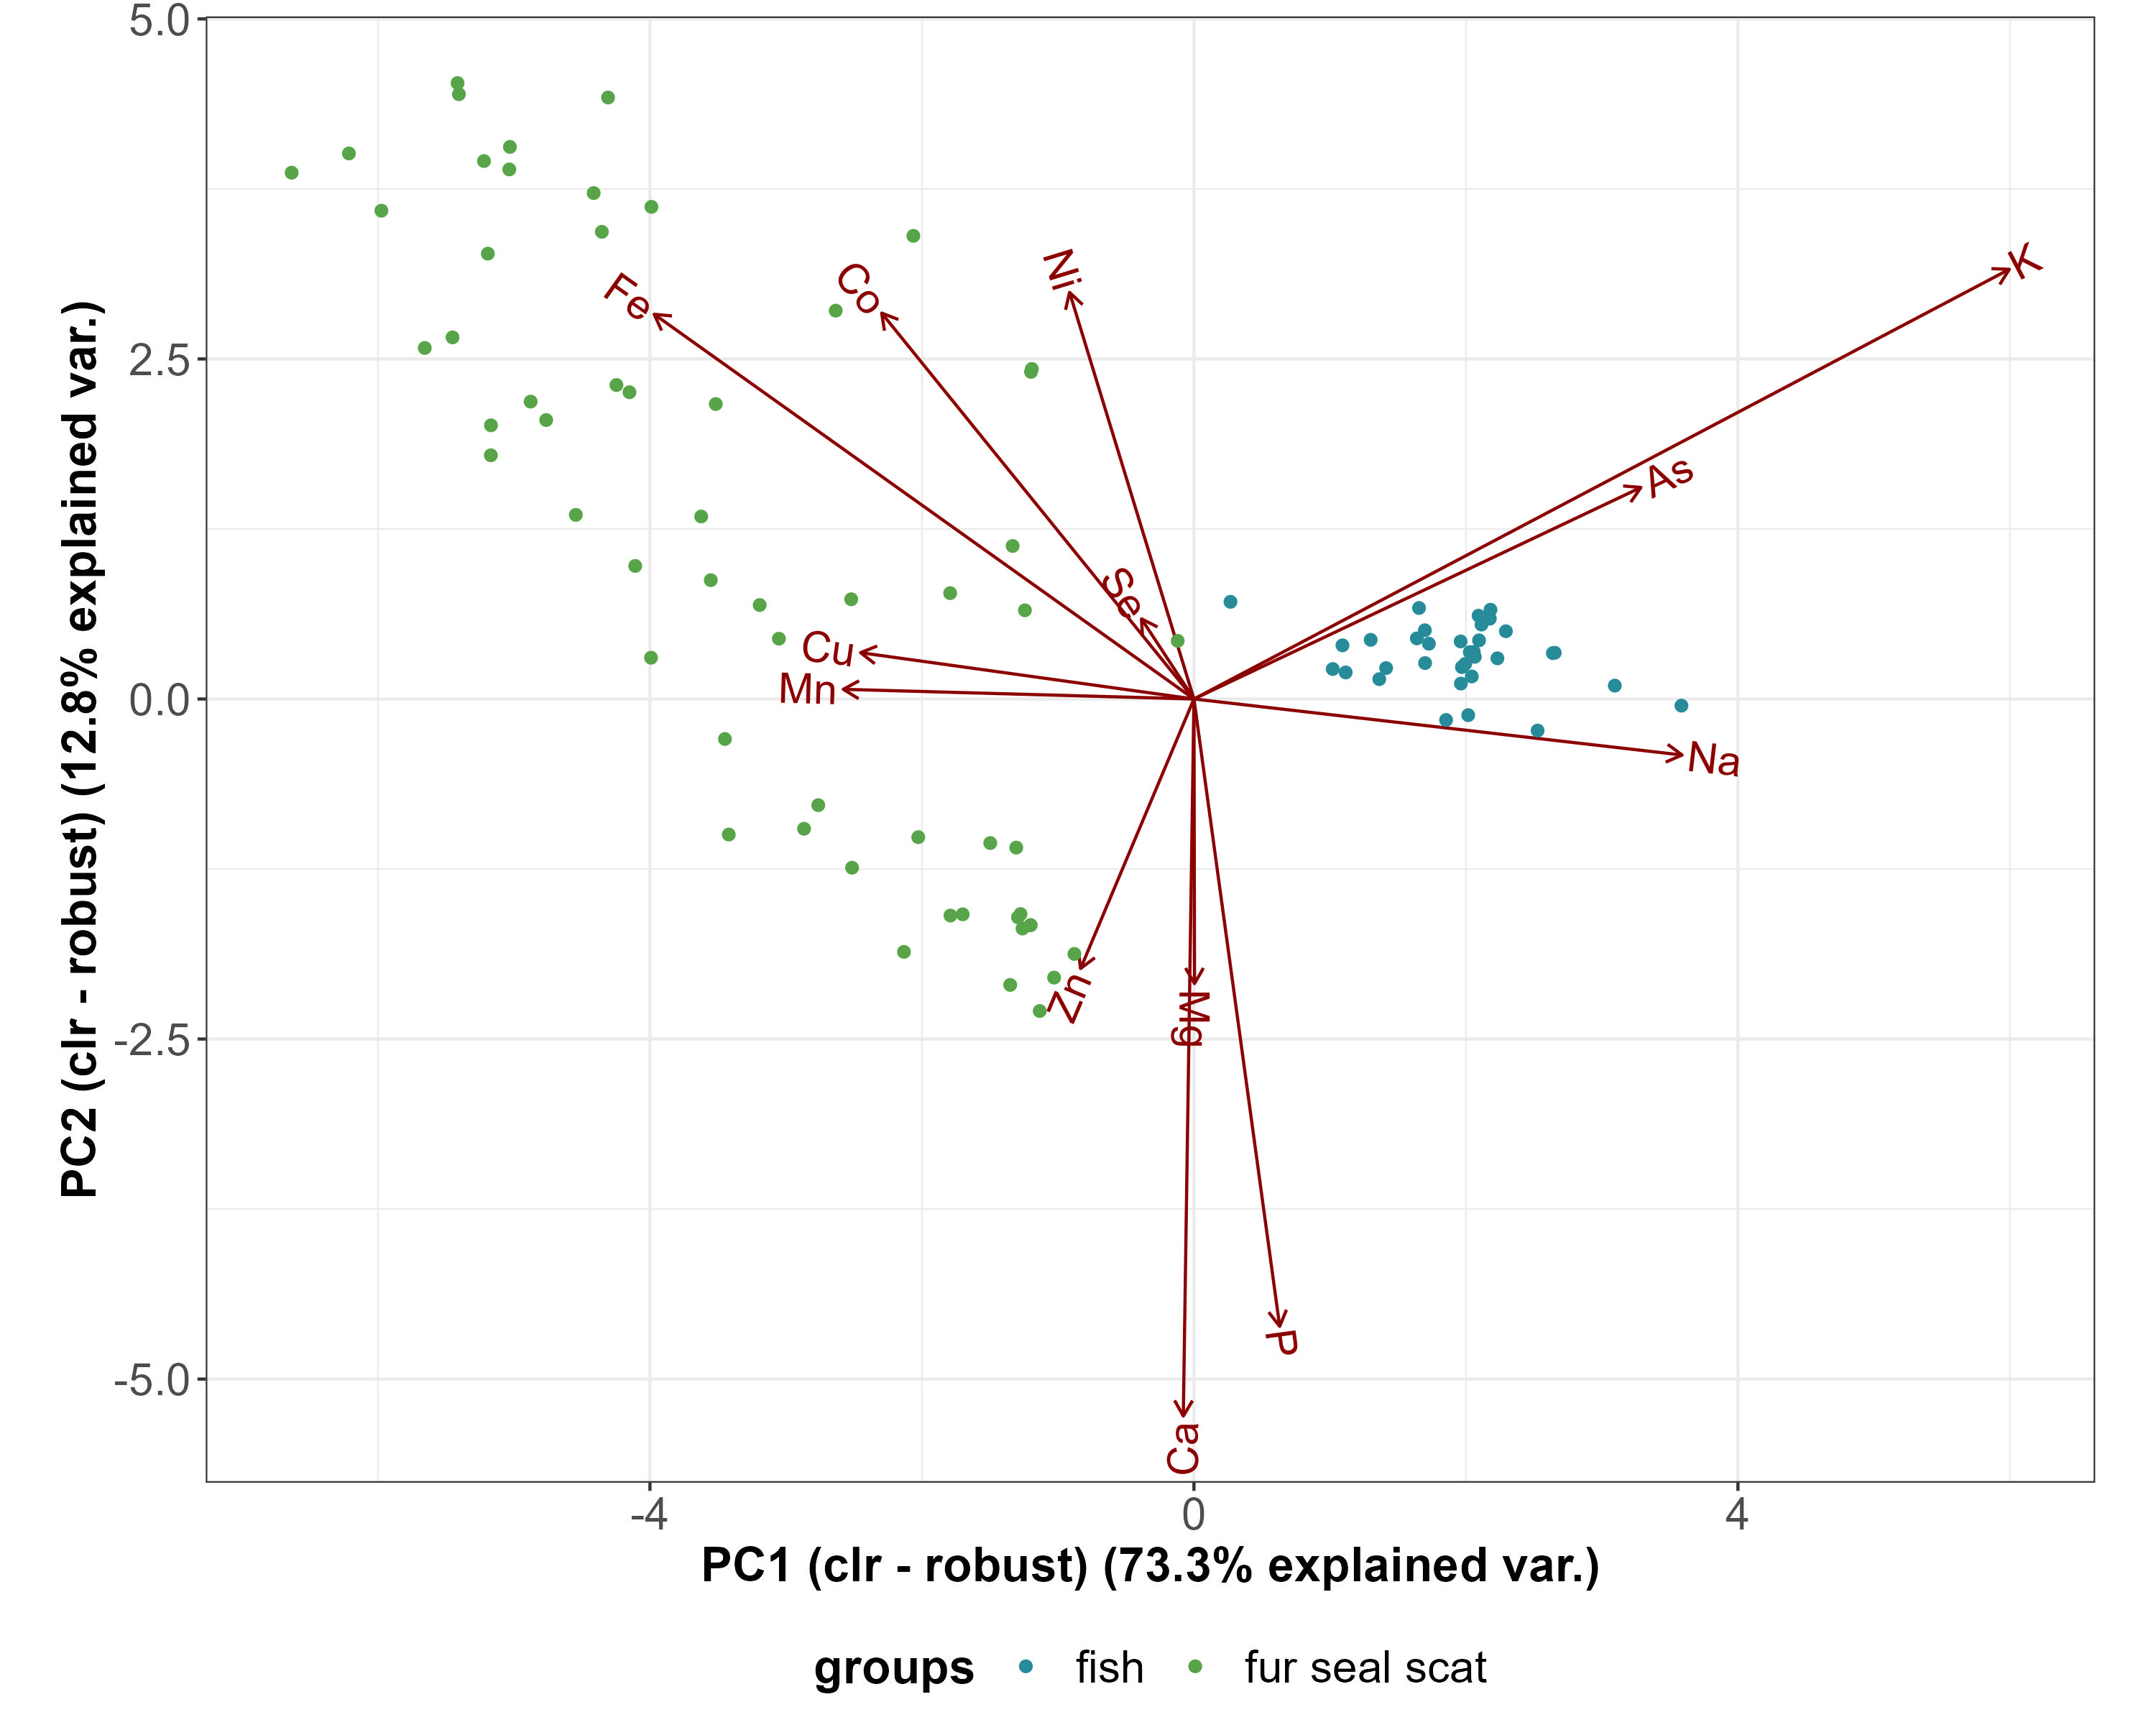 5.0
2.5
0.0
-2.5
-5.0
PC2 (clr - robust) (12.8% explained var.)
Fe
Co
Ni
K
As
Se
Cu
Mn
Na
Zn
Mg
P
Ca
-4
0
4
PC1 (clr - robust) (73.3% explained var.)
groups fish fur seal scat